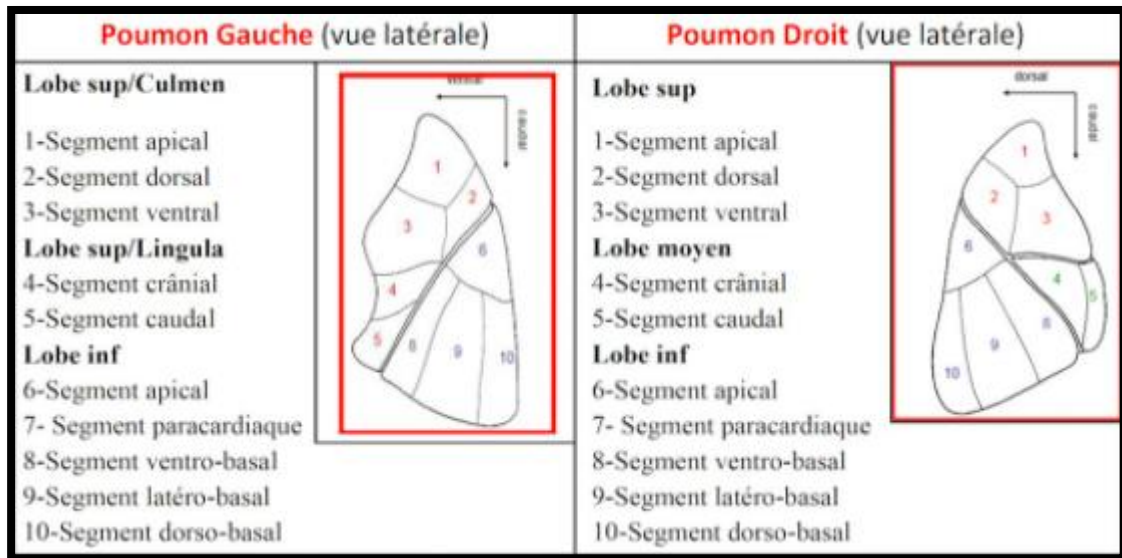 Poumon Gauche (vue latérale)
Lobe sup/Culmen
1-Segment apical
2-Segment dorsal
3-Segment ventral
Lobe sup/Lingula
4-Segment crânial
5-Segment caudal
Lobe inf
6-Segment apical
7- Segment paracardiaque
8-Segment ventro-basal
9-Segment latéro-basal
10-Segment dorso-basal
ventral
caudal
1
2
3
6
4
5
8
9
10
Poumon Droit (vue latérale)
Lobe sup
1-Segment apical
2-Segment dorsal
3-Segment ventral
Lobe moyen
4-Segment crânial
5-Segment caudal
Lobe inf
6-Segment apical
7- Segment paracardiaque
8-Segment ventro-basal
9-Segment latéro-basal
10-Segment dorso-basal
dorsal
caudal
1
2
3
6
4
5
8
9
10